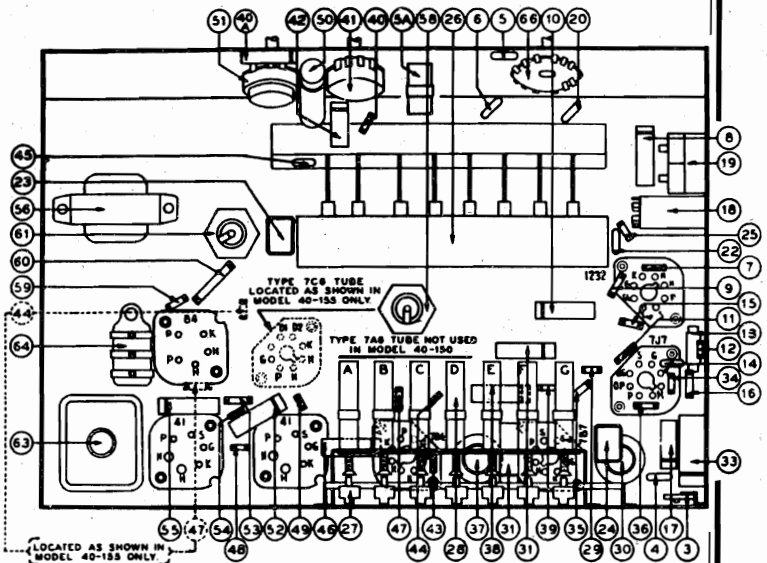 51 40A 42 50 41 40 5A 58 26 6 5 66 10 20
8
19
18
25
22
7
9
15
11
13
12
14
34
16
33
45
23
56
61
60
59
44
64
63
1232
TYPE 7C6 TUBE
LOCATED AS SHOWN IN
MODEL 40-155 ONLY.
TYPE 7A6 TUBE NOT USED
IN MODEL 40-150
84
P K
P H
H
D1 D2
K
G H
P H
7J7
S G
GP K
P H
A B C D E F G
41
P S
G
H K
H
41
P S
G
H K
H
7B7
55 47 54 48 53 52 49 46 27 47 44 43 28 37 38 31 31 39 35 29 24 30 36 4 17 3
LOCATED AS SHOWN IN
MODEL 40-155 ONLY.